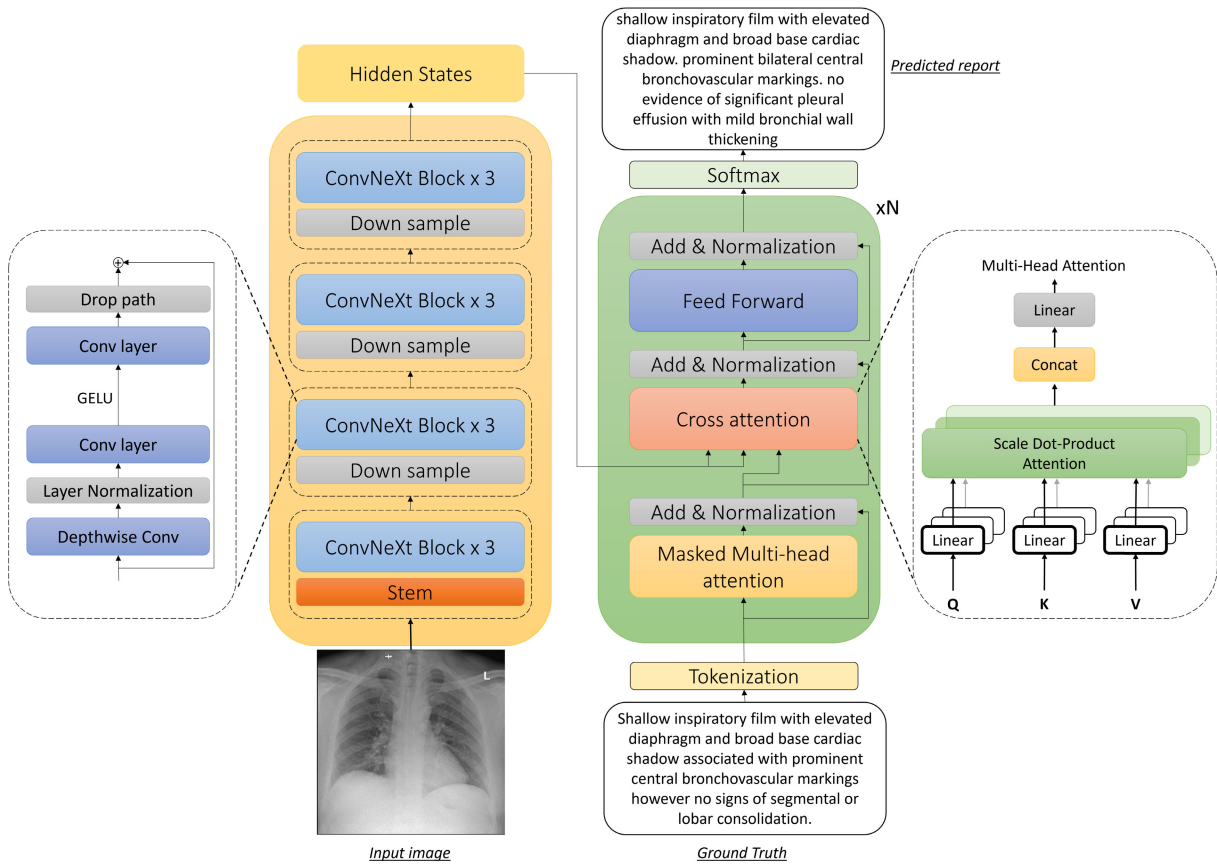 Hidden States
ConvNeXt Block x 3
Down sample
ConvNeXt Block x 3
Down sample
ConvNeXt Block x 3
Down sample
ConvNeXt Block x 3
Stem
L
Input image
Drop path
Conv layer
GELU
Conv layer
Layer Normalization
Depthwise Conv
shallow inspiratory film with elevated
diaphragm and broad base cardiac
shadow. prominent bilateral central
bronchovascular markings. no
evidence of significant pleural
effusion with mild bronchial wall
thickening
Predicted report
Softmax
xN
Add & Normalization
Feed Forward
Add & Normalization
Cross attention
Add & Normalization
Masked Multi-head
attention
Tokenization
Shallow inspiratory film with elevated
diaphragm and broad base cardiac
shadow associated with prominent
central bronchovascular markings
however no signs of segmental or
lobar consolidation.
Ground Truth
Multi-Head Attention
Linear
Concat
Scale Dot-Product
Attention
Linear
Linear
Linear
Q
K
V